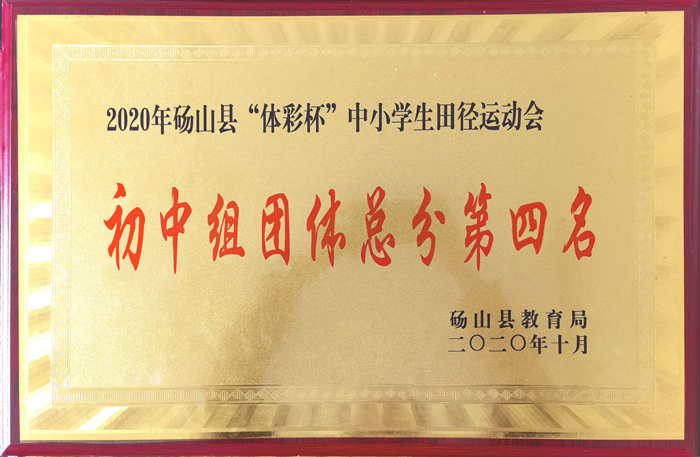 2020年砀山县“体彩杯”中小学生田径运动会
初中组团体总分第四名
砀山县教育局
二〇二〇年十月